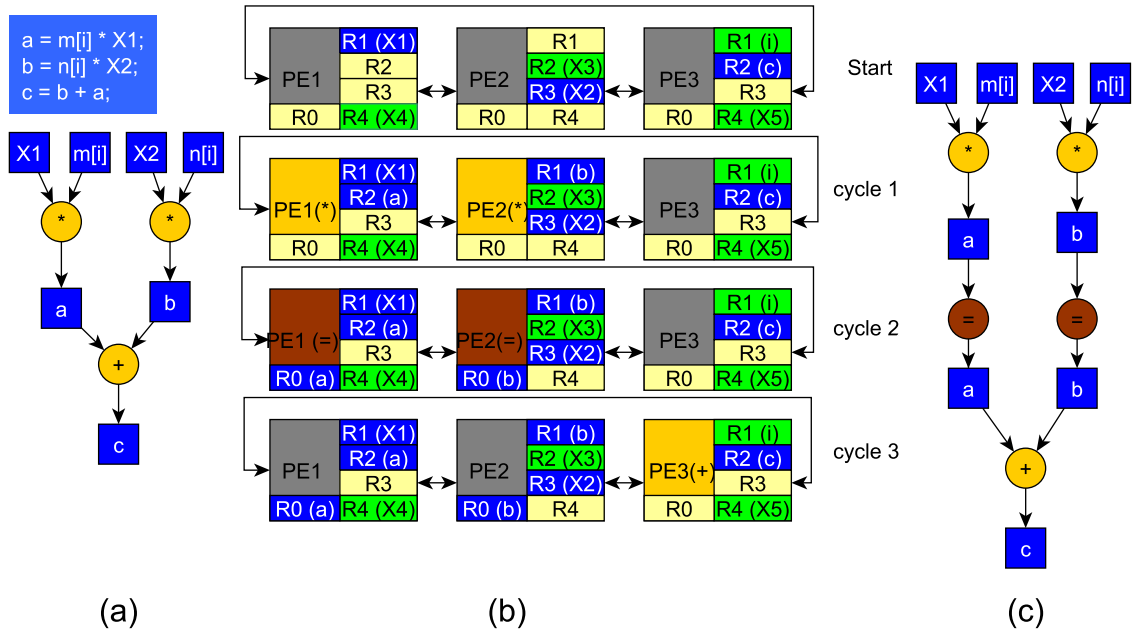 a = m[i] * X1;
b = n[i] * X2;
c = b + a;
X1 m[i] X2 n[i]
* *
a b
+
c
(a)
Start
PE1 R1 (X1) R2 R3 R0 R4 (X4)
PE2 R1 R2 (X3) R3 (X2) R0 R4
PE3 R1 (i) R2 (c) R3 R0 R4 (X5)
cycle 1
PE1(*) R1 (X1) R2 (a) R3 R0 R4 (X4)
PE2(*) R1 (b) R2 (X3) R3 (X2) R0 R4
PE3 R1 (i) R2 (c) R3 R0 R4 (X5)
cycle 2
PE1 (=) R1 (X1) R2 (a) R3 R0 (a) R4 (X4)
PE2(=) R1 (b) R2 (X3) R3 (X2) R0 (b) R4
PE3 R1 (i) R2 (c) R3 R0 R4 (X5)
cycle 3
PE1 R1 (X1) R2 (a) R3 R0 (a) R4 (X4)
PE2 R1 (b) R2 (X3) R3 (X2) R0 (b) R4
PE3(+) R1 (i) R2 (c) R3 R0 R4 (X5)
(b)
X1 m[i] X2 n[i]
* *
a b
= =
a b
+
c
(c)